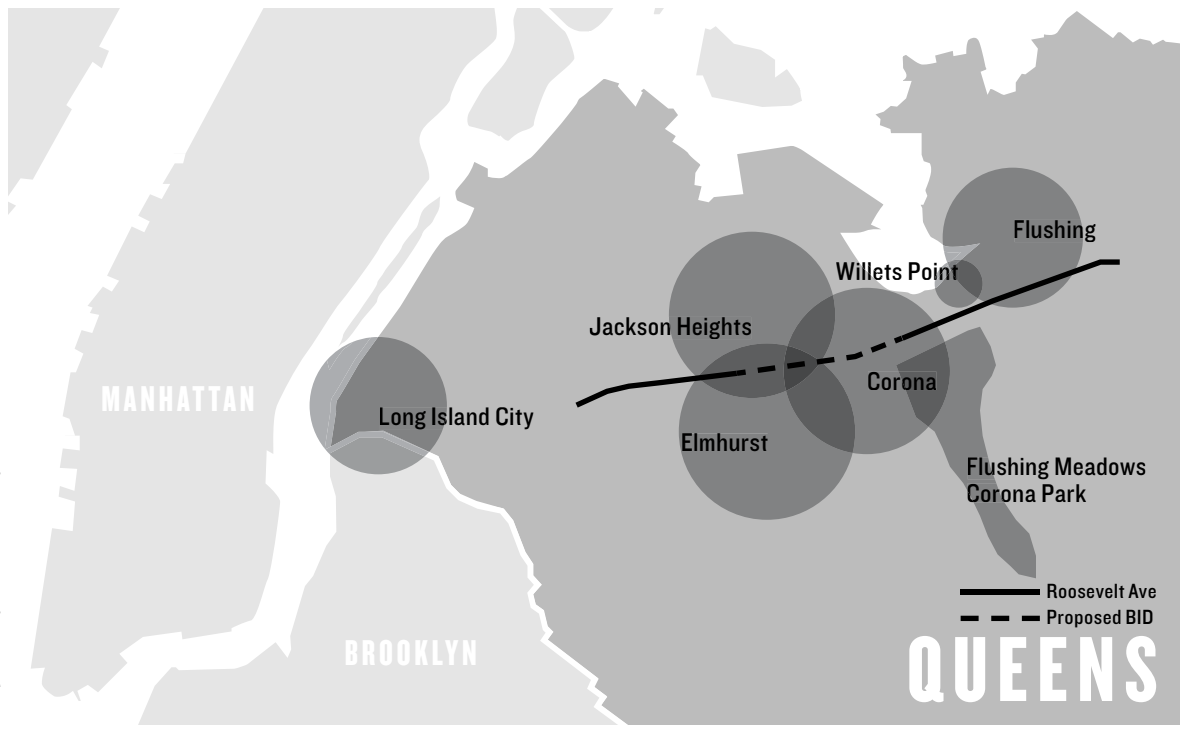 Flushing
Willets Point
Jackson Heights
Corona
MANHATTAN
Long Island City
Elmhurst
Flushing Meadows
Corona Park
Roosevelt Ave
Proposed BID
BROOKLYN
QUEENS